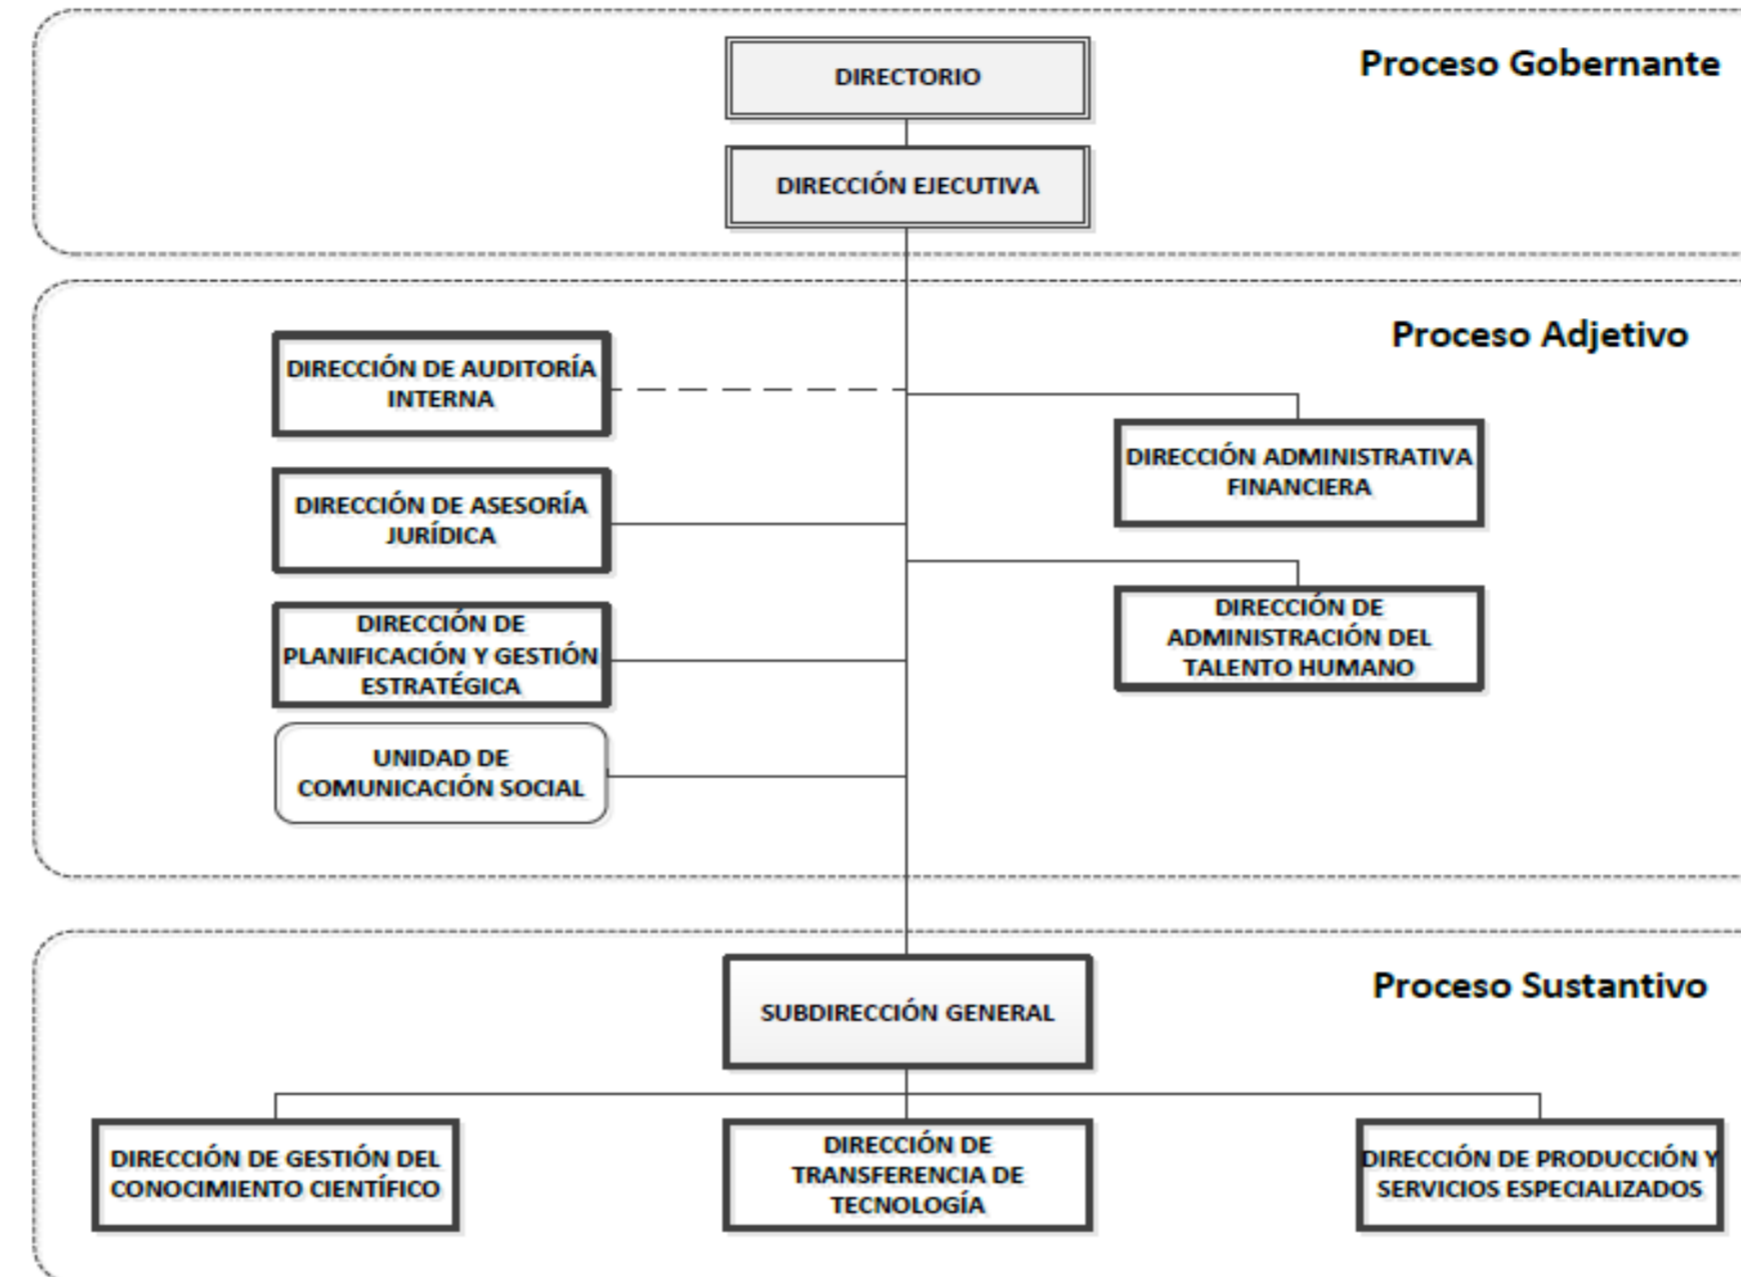 Proceso Gobernante
DIRECTORIO
DIRECCIÓN EJECUTIVA
Proceso Adjetivo
DIRECCIÓN DE AUDITORÍA
INTERNA
DIRECCIÓN ADMINISTRATIVA
FINANCIERA
DIRECCIÓN DE ASESORÍA
JURÍDICA
DIRECCIÓN DE
ADMINISTRACIÓN DEL
TALENTO HUMANO
DIRECCIÓN DE
PLANIFICACIÓN Y GESTIÓN
ESTRATÉGICA
UNIDAD DE
COMUNICACIÓN SOCIAL
Proceso Sustantivo
SUBDIRECCIÓN GENERAL
DIRECCIÓN DE GESTIÓN DEL
CONOCIMIENTO CIENTÍFICO
DIRECCIÓN DE
TRANSFERENCIA DE
TECNOLOGÍA
DIRECCIÓN DE PRODUCCIÓN Y
SERVICIOS ESPECIALIZADOS